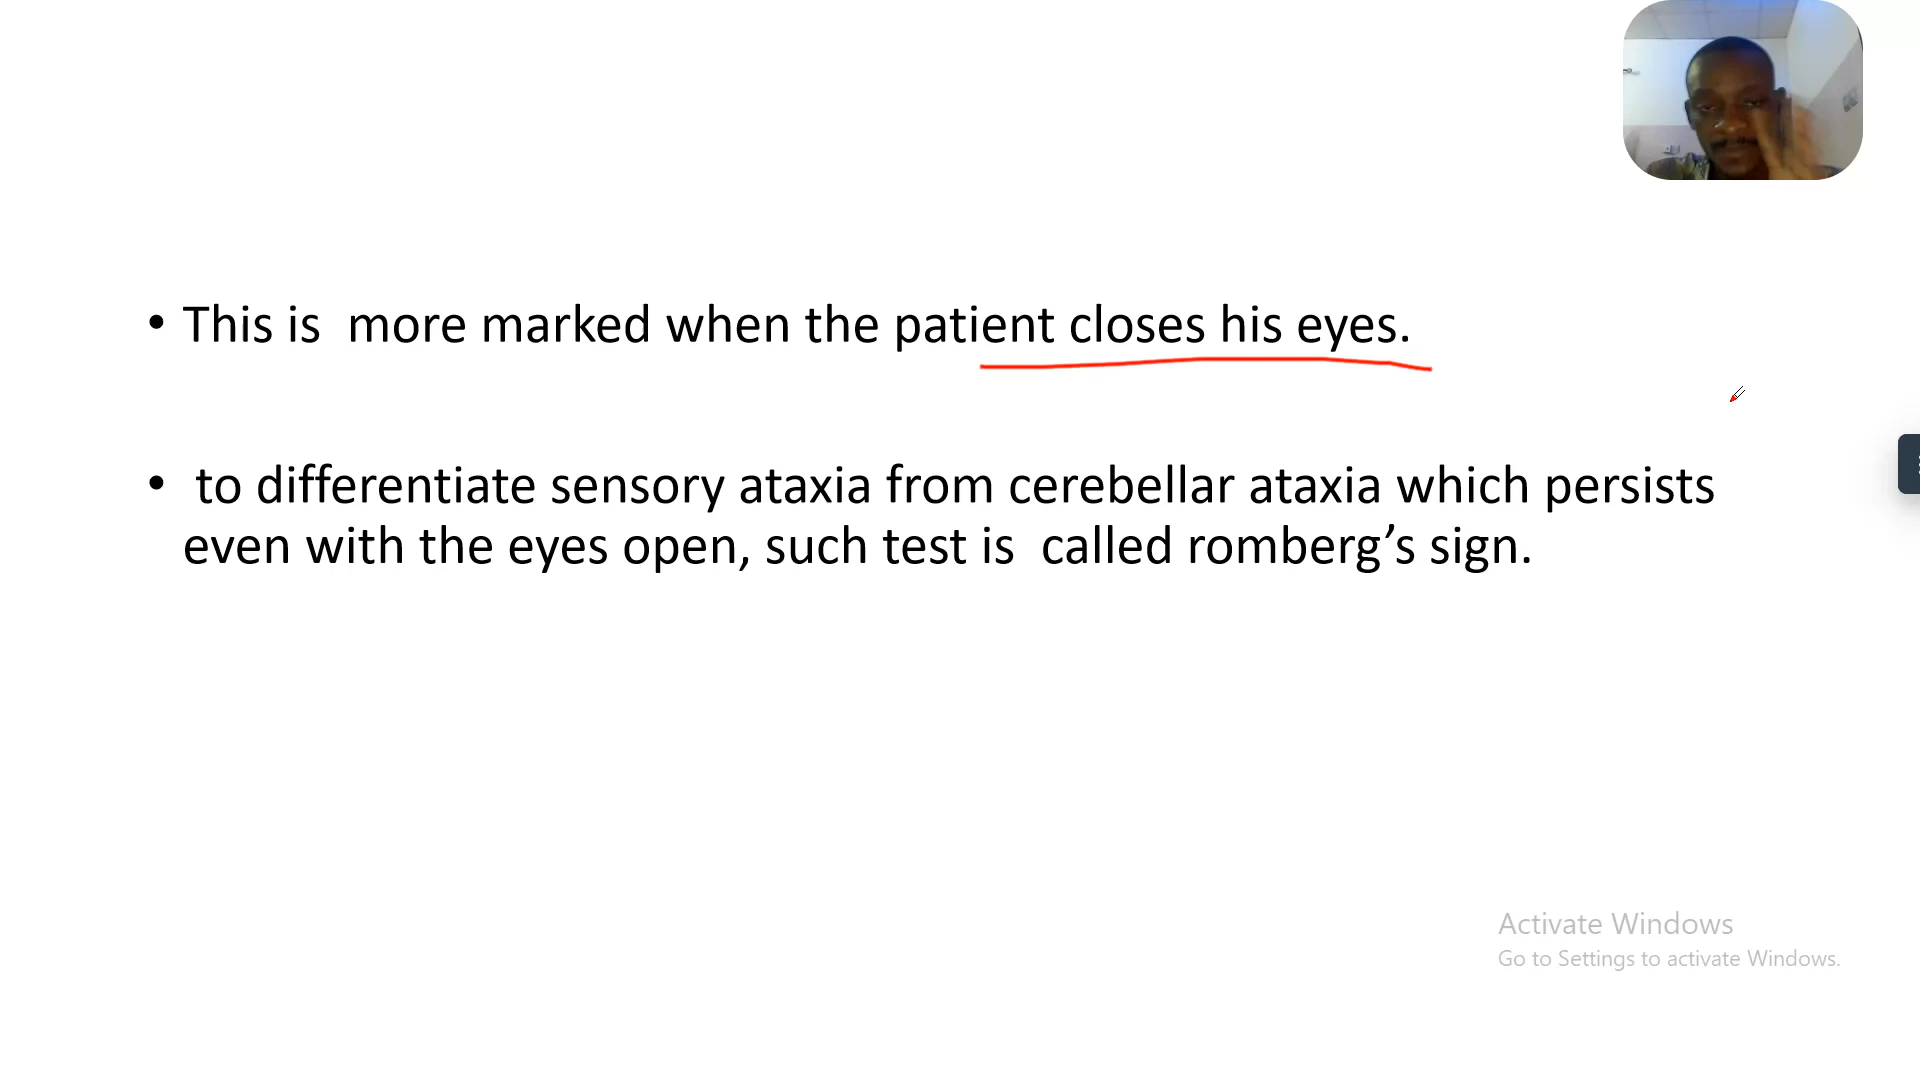 • This is  more marked when the patient closes his eyes.
•  to differentiate sensory ataxia from cerebellar ataxia which persists
even with the eyes open, such test is  called romberg’s sign.
Activate Windows
Go to Settings to activate Windows.